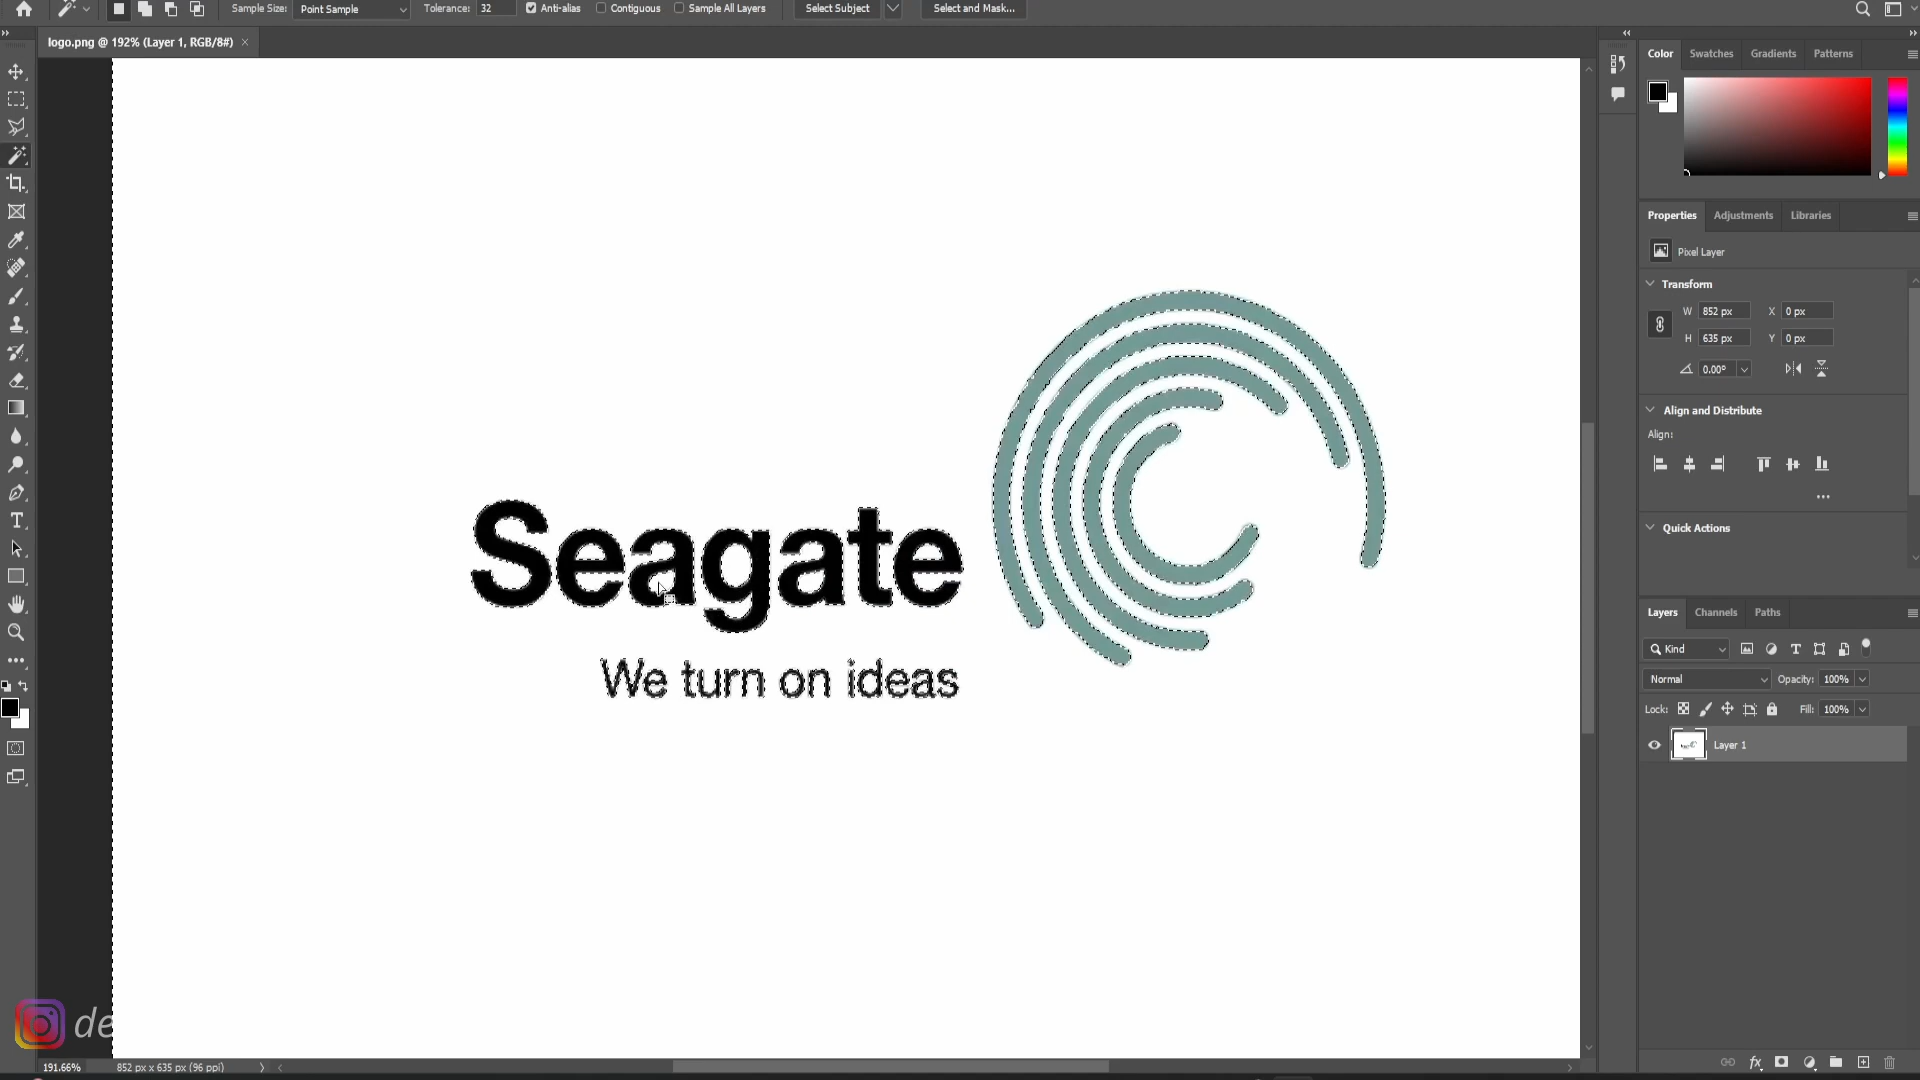 Sample Size: Point Sample Tolerance: 32 Anti-alias Contiguous Sample All Layers Select Subject Select and Mask...
logo.png @ 192% (Layer 1, RGB/8#) ×
Color Swatches Gradients Patterns
Properties Adjustments Libraries
Pixel Layer
Transform
W 852 px X 0 px
H 635 px Y 0 px
0.00°
Align and Distribute
Align:
Quick Actions
Seagate
We turn on ideas
Layers Channels Paths
Kind
Normal Opacity: 100%
Lock: Fill: 100%
Layer 1
de
191.66% 852 px x 635 px (96 ppi)